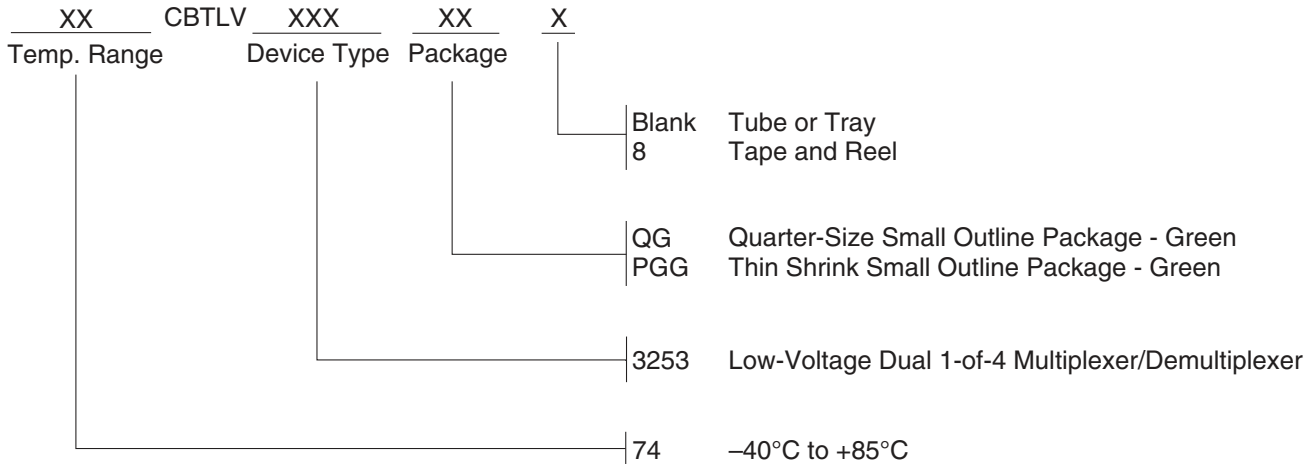 XX CBTLV XXX XX X
Temp. Range Device Type Package
Blank Tube or Tray
8 Tape and Reel
QG Quarter-Size Small Outline Package - Green
PGG Thin Shrink Small Outline Package - Green
3253 Low-Voltage Dual 1-of-4 Multiplexer/Demultiplexer
74 –40°C to +85°C